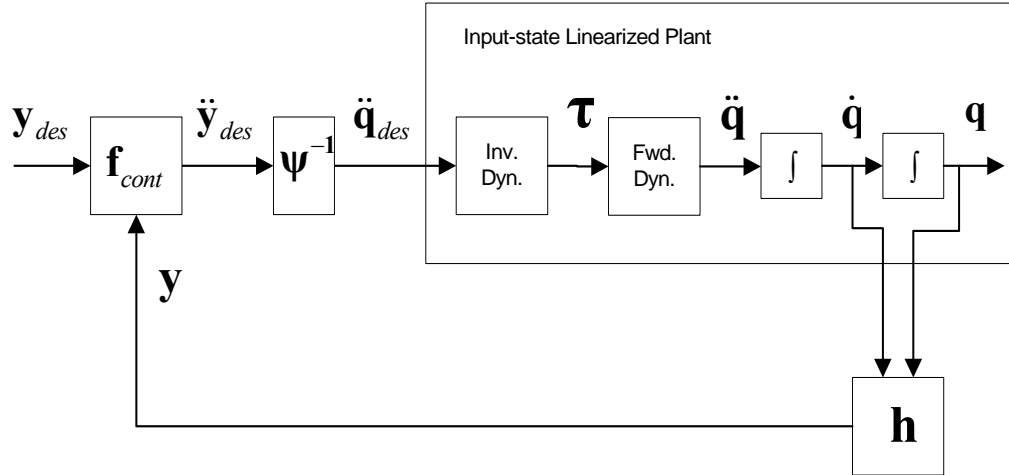 Input-state Linearized Plant
y_des
ÿ_des
q̈_des
τ
q̈
q̇
q
f_cont
ψ⁻¹
Inv.
Dyn.
Fwd.
Dyn.
∫
∫
y
h